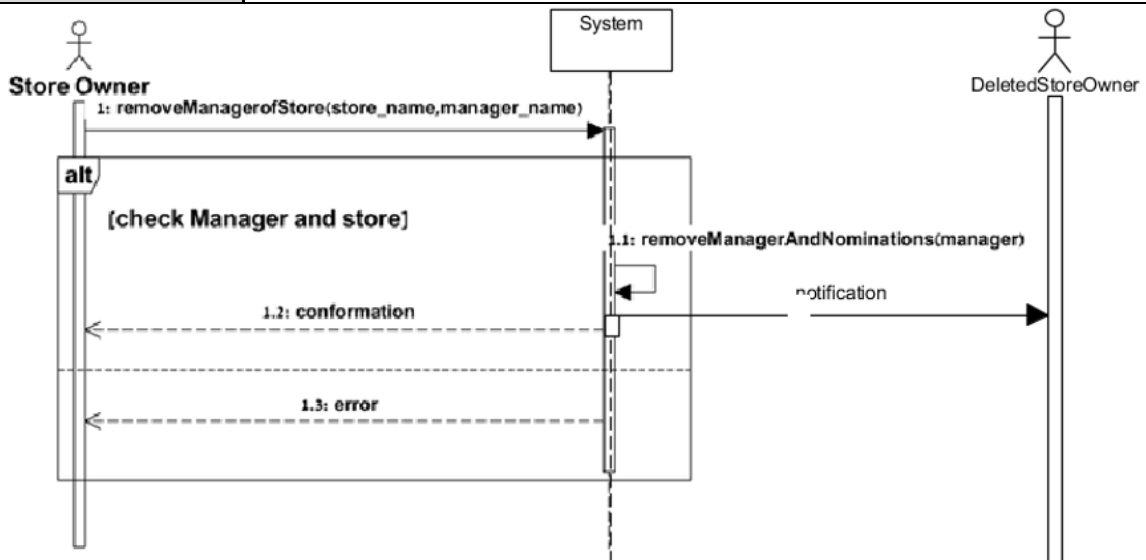 System
Store Owner
DeletedStoreOwner
1: removeManagerofStore(store_name,manager_name)
alt
[check Manager and store]
1.1: removeManagerAndNominations(manager)
notification
1.2: conformation
1.3: error